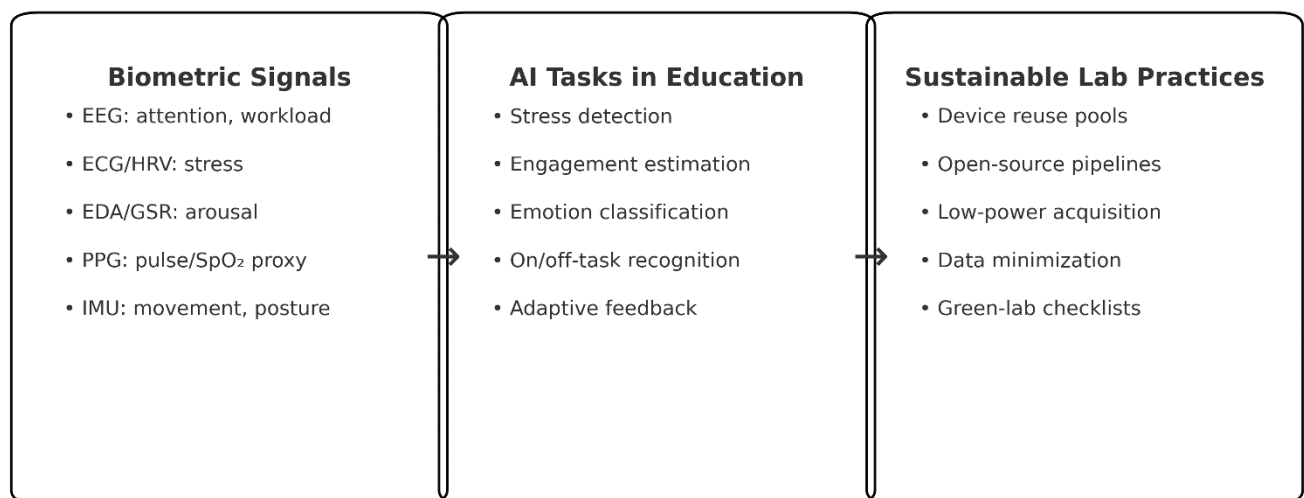 Biometric Signals
• EEG: attention, workload
• ECG/HRV: stress
• EDA/GSR: arousal
• PPG: pulse/SpO₂ proxy
• IMU: movement, posture
→
AI Tasks in Education
• Stress detection
• Engagement estimation
• Emotion classification
• On/off-task recognition
• Adaptive feedback
→
Sustainable Lab Practices
• Device reuse pools
• Open-source pipelines
• Low-power acquisition
• Data minimization
• Green-lab checklists